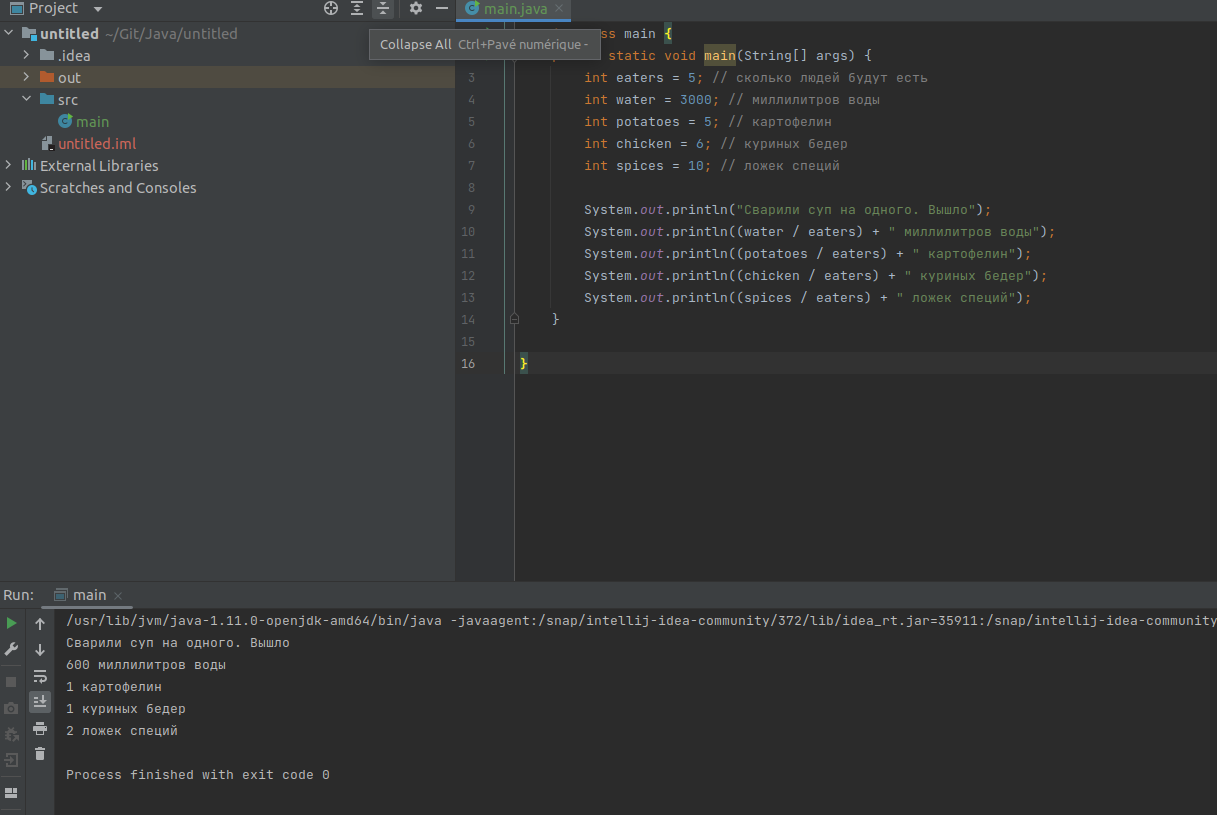 Project
main.java
untitled ~/Git/Java/untitled
.idea
out
src
main
untitled.iml
External Libraries
Scratches and Consoles
Collapse All Ctrl+Pavé numérique -
ss main {
static void main(String[] args) {
3 int eaters = 5; // сколько людей будут есть
4 int water = 3000; // миллилитров воды
5 int potatoes = 5; // картофелин
6 int chicken = 6; // куриных бедер
7 int spices = 10; // ложек специй
8
9 System.out.println("Сварили суп на одного. Вышло");
10 System.out.println((water / eaters) + " миллилитров воды");
11 System.out.println((potatoes / eaters) + " картофелин");
12 System.out.println((chicken / eaters) + " куриных бедер");
13 System.out.println((spices / eaters) + " ложек специй");
14 }
15
16 }
Run: main
/usr/lib/jvm/java-1.11.0-openjdk-amd64/bin/java -javaagent:/snap/intellij-idea-community/372/lib/idea_rt.jar=35911:/snap/intellij-idea-community
Сварили суп на одного. Вышло
600 миллилитров воды
1 картофелин
1 куриных бедер
2 ложек специй
Process finished with exit code 0